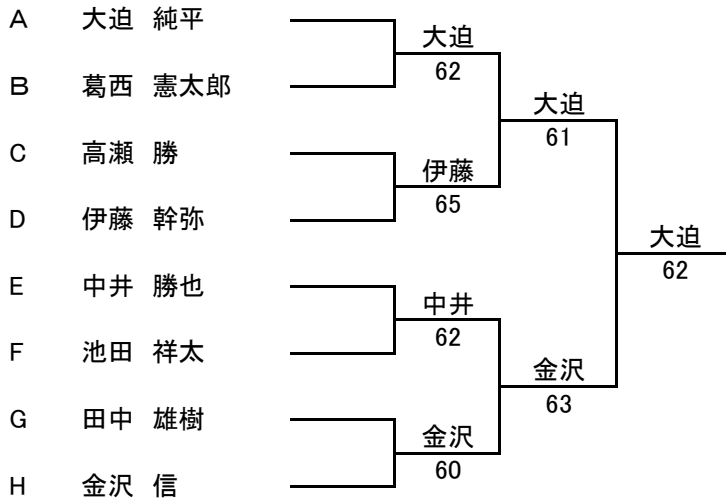 A 大迫 純平
大迫
62
B 葛西 憲太郎
大迫
61
C 高瀬 勝
伊藤
65
D 伊藤 幹弥
大迫
62
E 中井 勝也
中井
62
F 池田 祥太
金沢
63
G 田中 雄樹
金沢
60
H 金沢 信